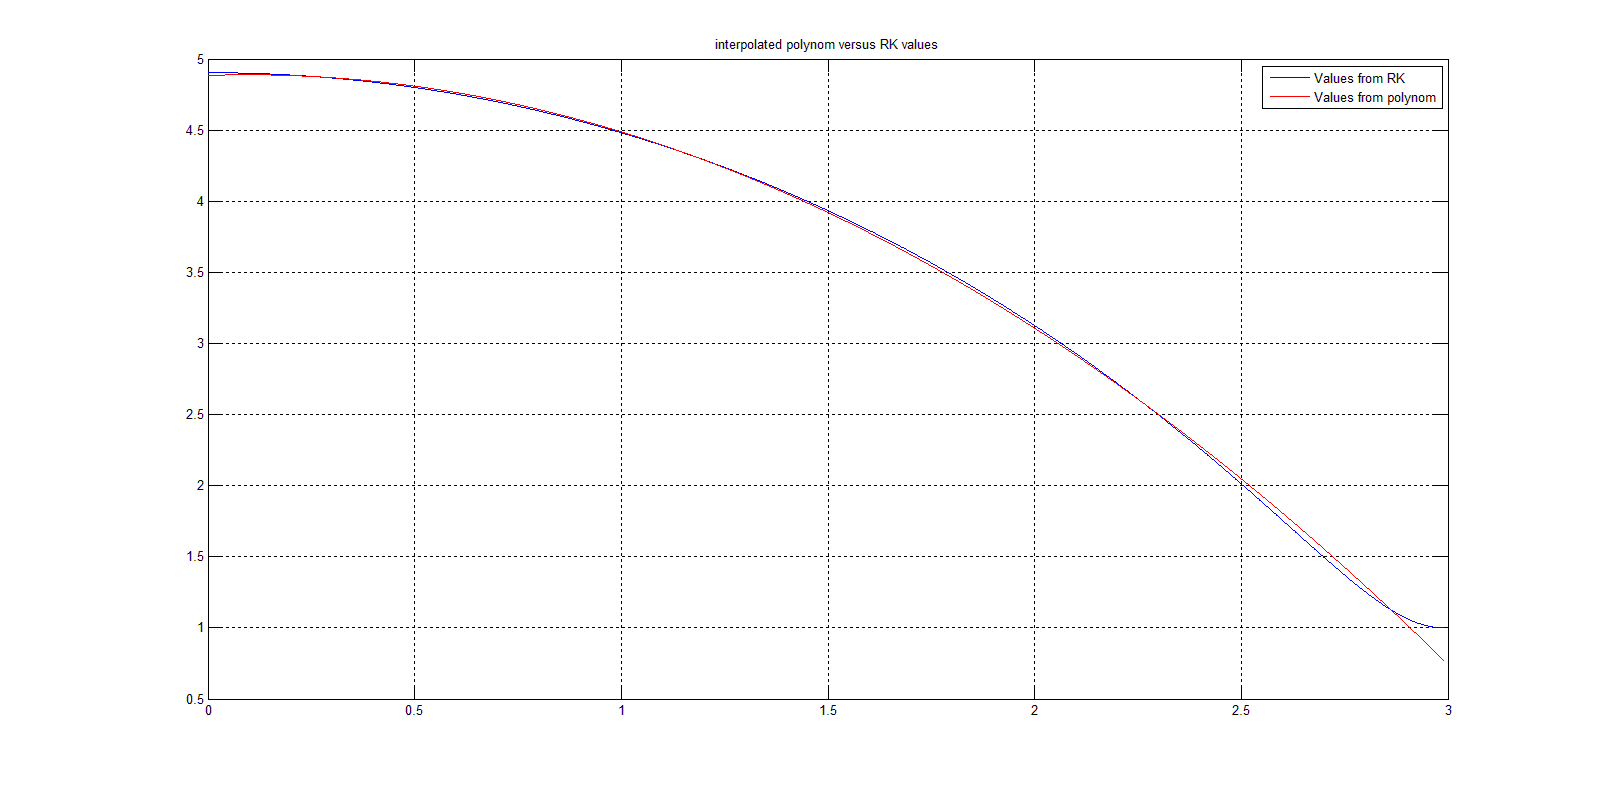 interpolated polynom versus RK values
Values from RK
Values from polynom
5
4.5
4
3.5
3
2.5
2
1.5
1
0.5
0 0.5 1 1.5 2 2.5 3